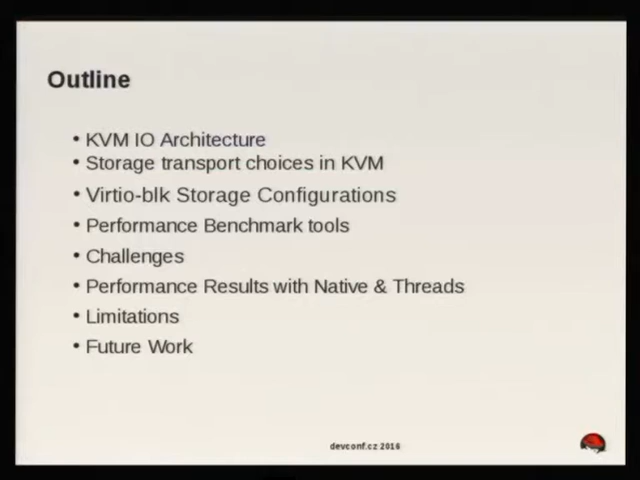 Outline
• KVM IO Architecture
• Storage transport choices in KVM
• Virtio-blk Storage Configurations
• Performance Benchmark tools
• Challenges
• Performance Results with Native & Threads
• Limitations
• Future Work
devconf.cz 2016